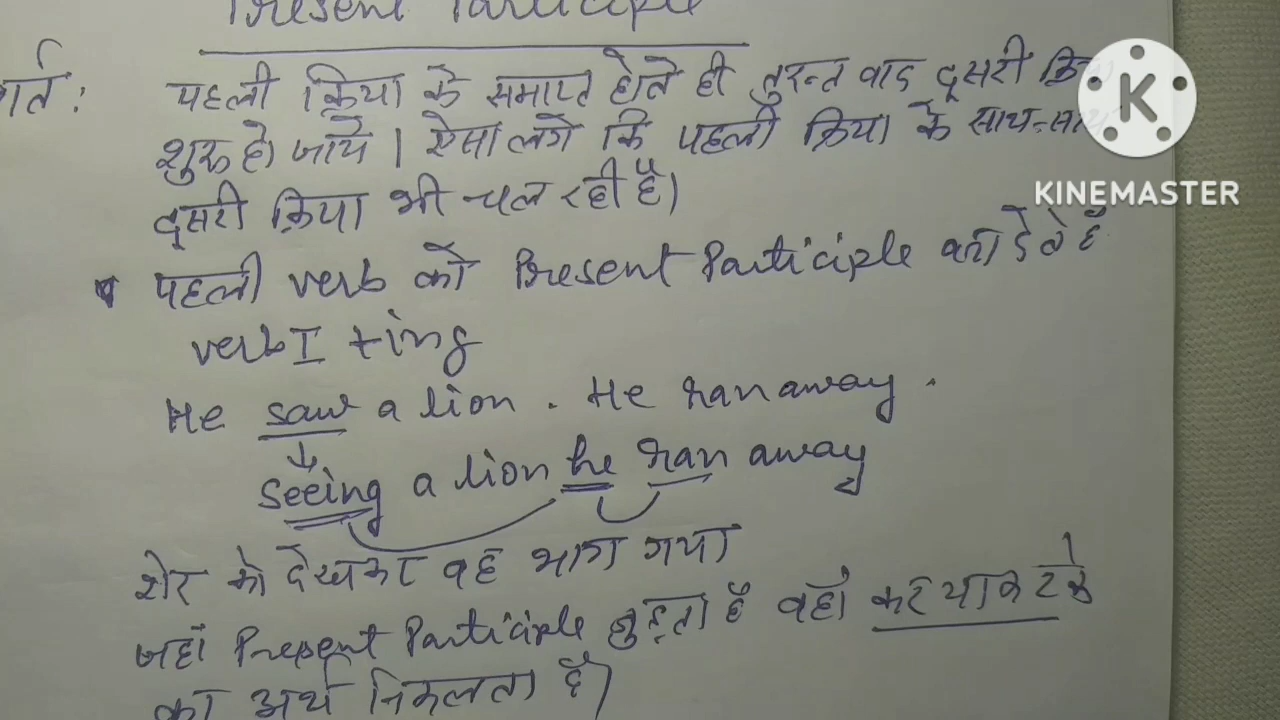 Present Participle
शर्त :  पहली क्रिया के समाप्त होते ही तुरन्त बाद दूसरी क्रिया
शुरू हो जाये । ऐसा लगे कि पहली क्रिया के साथ-साथ
दूसरी क्रिया भी चल रही है।
पहली verb को Present Participle बना देते है
verb I + ing
He saw a lion . He ran away .
↓
Seeing a lion he ran away
शेर को देखकर वह भाग गया
जहाँ Present Participle जुड़ता है वहाँ कर या करके
का अर्थ निकलता है।
K
KINEMASTER